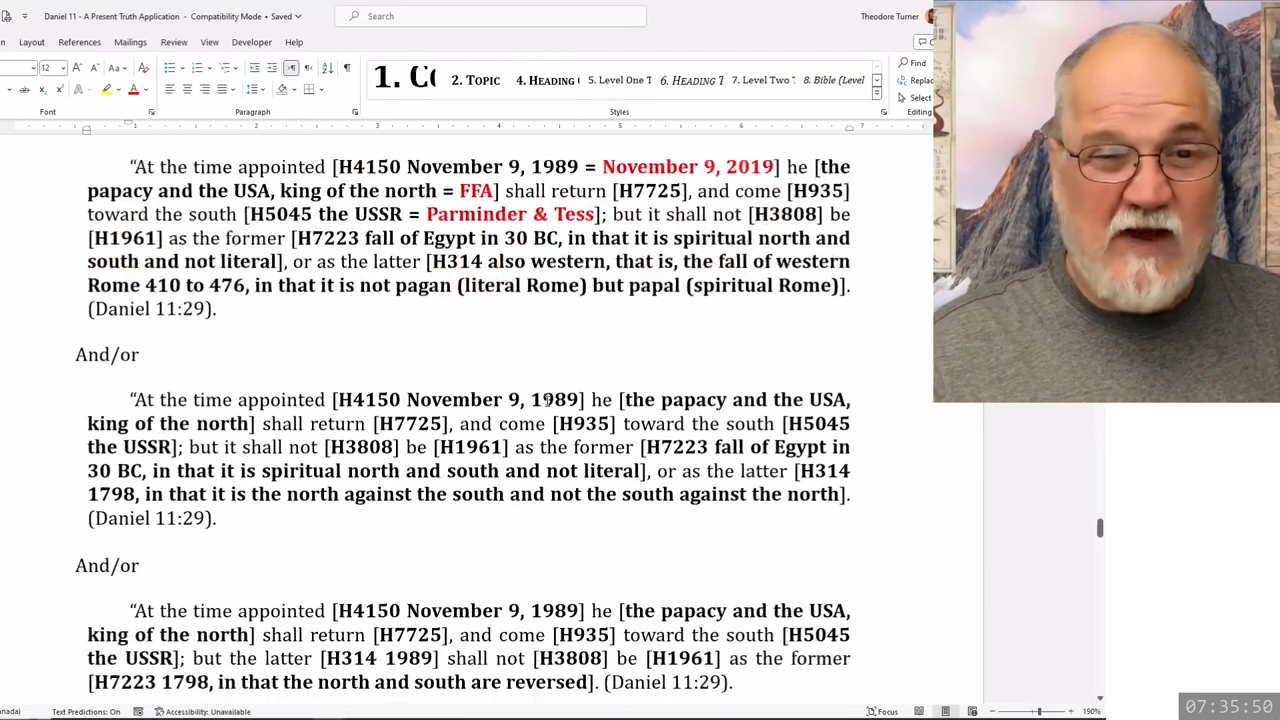 Daniel 11 - A Present Truth Application - Compatibility Mode • Saved
Search
Theodore Turner
Layout References Mailings Review View Developer Help
12 Aa
1. 2. TOPIC 4. HEADING 5. Level One T 6. HEADING T 7. Level Two 8. Bible (Level
Find
Replace
Select
Font Paragraph Styles Editing
1 2 3 4 5 6 7
“At the time appointed [H4150 November 9, 1989 = November 9, 2019] he [the
papacy and the USA, king of the north = FFA] shall return [H7725], and come [H935]
toward the south [H5045 the USSR = Parminder & Tess]; but it shall not [H3808] be
[H1961] as the former [H7223 fall of Egypt in 30 BC, in that it is spiritual north and
south and not literal], or as the latter [H314 also western, that is, the fall of western
Rome 410 to 476, in that it is not pagan (literal Rome) but papal (spiritual Rome)].
(Daniel 11:29).
And/or
“At the time appointed [H4150 November 9, 1989] he [the papacy and the USA,
king of the north] shall return [H7725], and come [H935] toward the south [H5045
the USSR]; but it shall not [H3808] be [H1961] as the former [H7223 fall of Egypt in
30 BC, in that it is spiritual north and south and not literal], or as the latter [H314
1798, in that it is the north against the south and not the south against the north].
(Daniel 11:29).
And/or
“At the time appointed [H4150 November 9, 1989] he [the papacy and the USA,
king of the north] shall return [H7725], and come [H935] toward the south [H5045
the USSR]; but the latter [H314 1989] shall not [H3808] be [H1961] as the former
[H7223 1798, in that the north and south are reversed]. (Daniel 11:29).
Text Predictions: On Accessibility: Unavailable Focus 190%
07:35:50